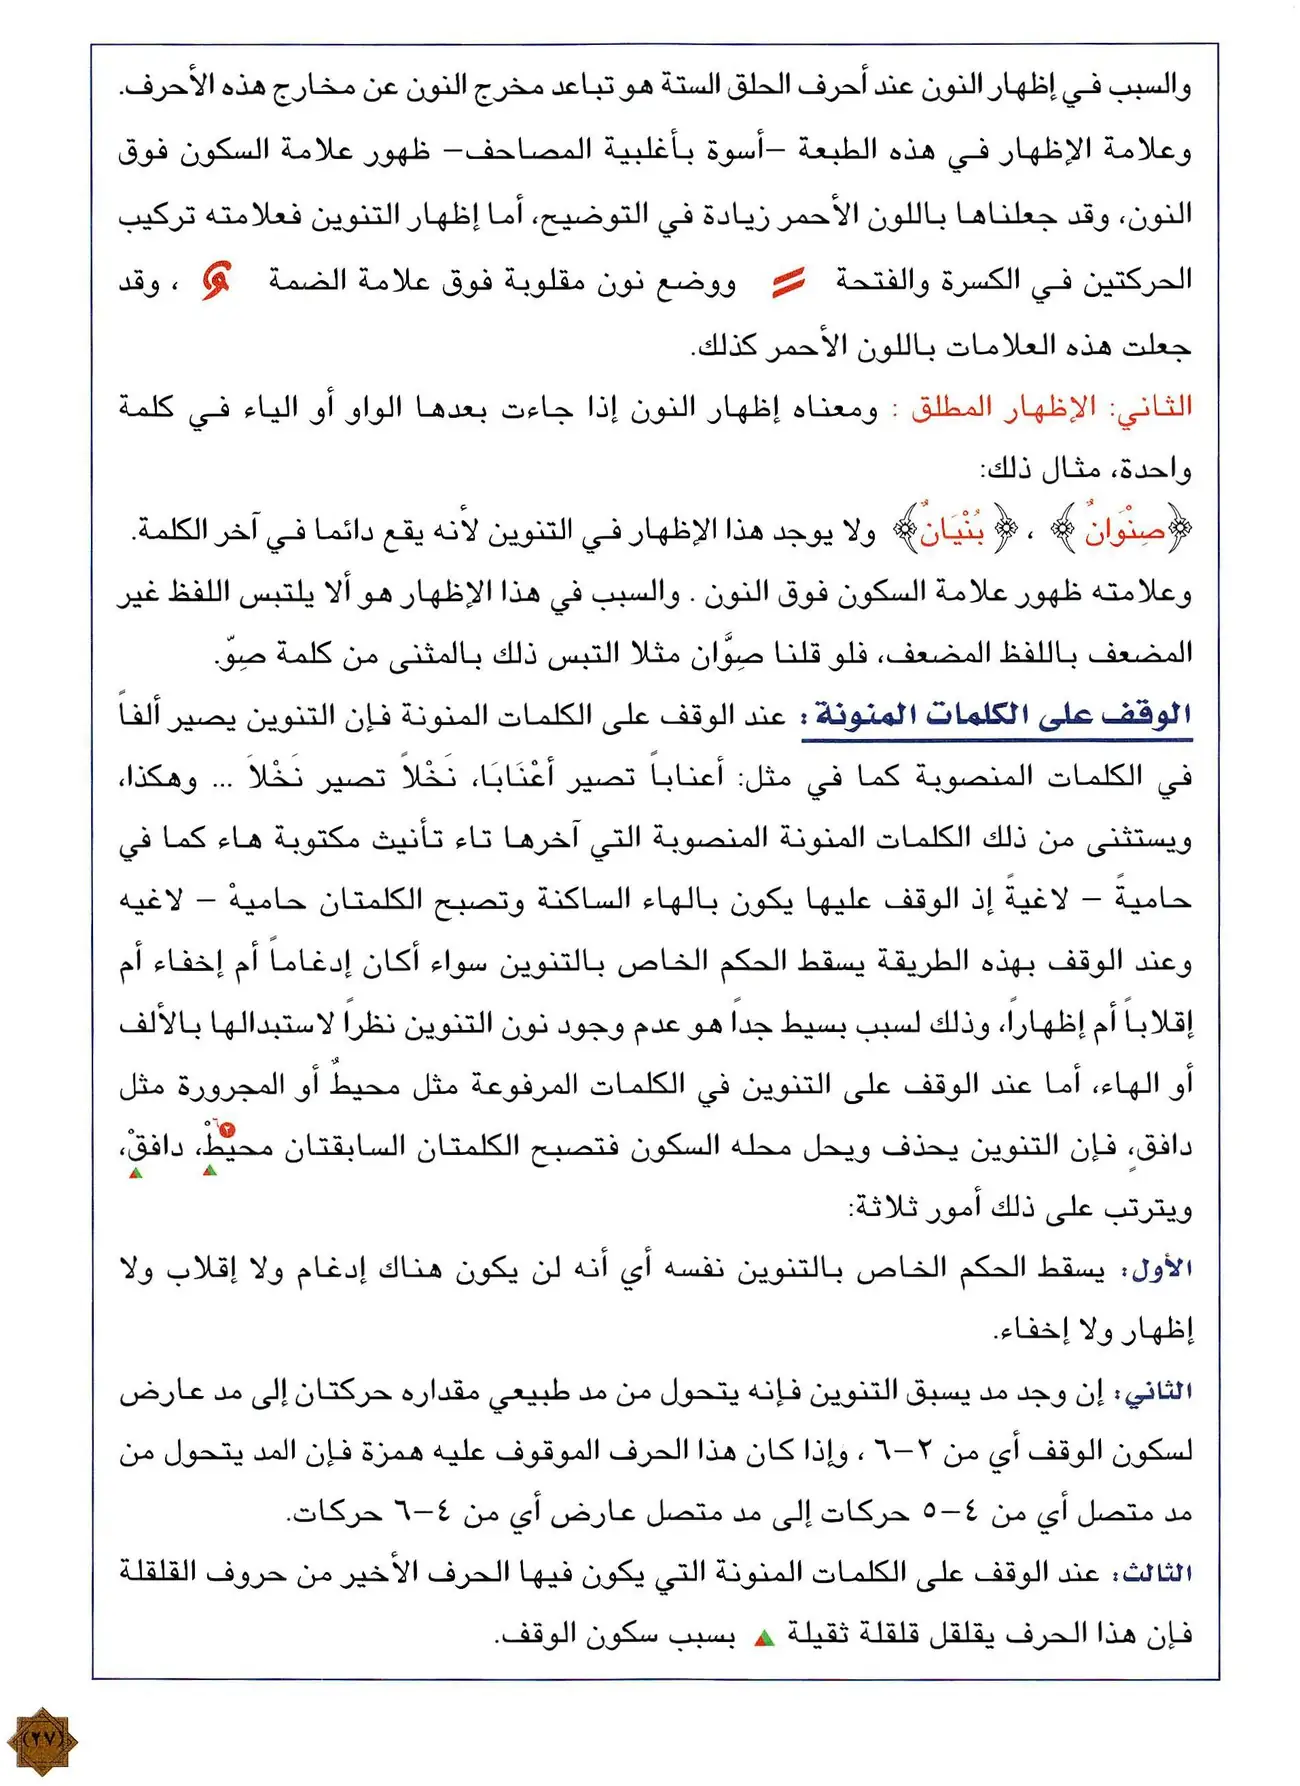 والسبب في إظهار النون عند أحرف الحلق الستة هو تباعد مخرج النون عن مخارج هذه الأحرف.
وعلامة الإظهار في هذه الطبعة –أسوة بأغلبية المصاحف– ظهور علامة السكون فوق
النون، وقد جعلناها باللون الأحمر زيادة في التوضيح، أما إظهار التنوين فعلامته تركيب
الحركتين في الكسرة والفتحة ووضع نون مقلوبة فوق علامة الضمة ، وقد
جعلت هذه العلامات باللون الأحمر كذلك.
الثاني: الإظهار المطلق : ومعناه إظهار النون إذا جاءت بعدها الواو أو الياء في كلمة
واحدة، مثال ذلك:
﴿صِنْوَانٌ ﴾ ، ﴿ بُنْيَانٌ﴾ ولا يوجد هذا الإظهار في التنوين لأنه يقع دائما في آخر الكلمة.
وعلامته ظهور علامة السكون فوق النون . والسبب في هذا الإظهار هو ألا يلتبس اللفظ غير
المضعف باللفظ المضعف، فلو قلنا صِوَّان مثلا التبس ذلك بالمثنى من كلمة صِوّ.
الوقف على الكلمات المنونة: عند الوقف على الكلمات المنونة فإن التنوين يصير ألفاً
في الكلمات المنصوبة كما في مثل: أعناباً تصير أعْنَابَا، نَخْلاً تصير نَخْلاَ ... وهكذا،
ويستثنى من ذلك الكلمات المنونة المنصوبة التي آخرها تاء تأنيث مكتوبة هاء كما في
حاميةً – لاغيةً إذ الوقف عليها يكون بالهاء الساكنة وتصبح الكلمتان حاميهْ – لاغيه
وعند الوقف بهذه الطريقة يسقط الحكم الخاص بالتنوين سواء أكان إدغاماً أم إخفاء أم
إقلاباً أم إظهاراً، وذلك لسبب بسيط جداً هو عدم وجود نون التنوين نظراً لاستبدالها بالألف
أو الهاء، أما عند الوقف على التنوين في الكلمات المرفوعة مثل محيطٌ أو المجرورة مثل
دافقٍ، فإن التنوين يحذف ويحل محله السكون فتصبح الكلمتان السابقتان محيطْ، دافقْ،
ويترتب على ذلك أمور ثلاثة:
الأول: يسقط الحكم الخاص بالتنوين نفسه أي أنه لن يكون هناك إدغام ولا إقلاب ولا
إظهار ولا إخفاء.
الثاني: إن وجد مد يسبق التنوين فإنه يتحول من مد طبيعي مقداره حركتان إلى مد عارض
لسكون الوقف أي من ٢–٦ ، وإذا كان هذا الحرف الموقوف عليه همزة فإن المد يتحول من
مد متصل أي من ٤–٥ حركات إلى مد متصل عارض أي من ٤–٦ حركات.
الثالث: عند الوقف على الكلمات المنونة التي يكون فيها الحرف الأخير من حروف القلقلة
فإن هذا الحرف يقلقل قلقلة ثقيلة بسبب سكون الوقف.
(٢٧)